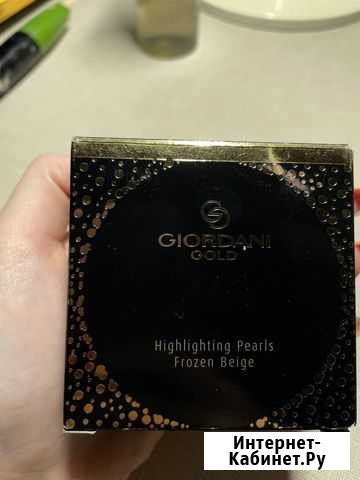 GIORDANI
GOLD
Highlighting Pearls
Frozen Beige
Интернет-
Кабинет.Ру